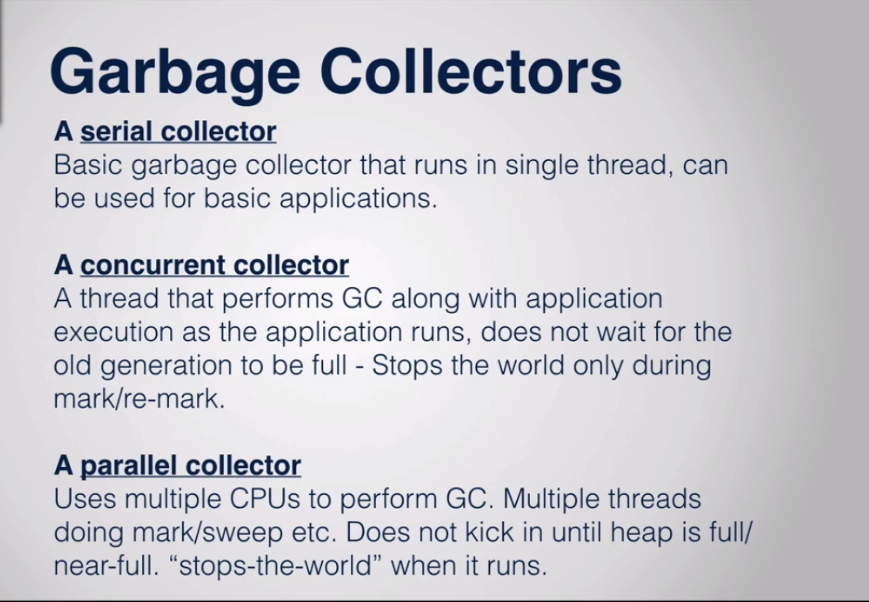 Garbage Collectors
A serial collector
Basic garbage collector that runs in single thread, can
be used for basic applications.
A concurrent collector
A thread that performs GC along with application
execution as the application runs, does not wait for the
old generation to be full - Stops the world only during
mark/re-mark.
A parallel collector
Uses multiple CPUs to perform GC. Multiple threads
doing mark/sweep etc. Does not kick in until heap is full/
near-full. “stops-the-world” when it runs.